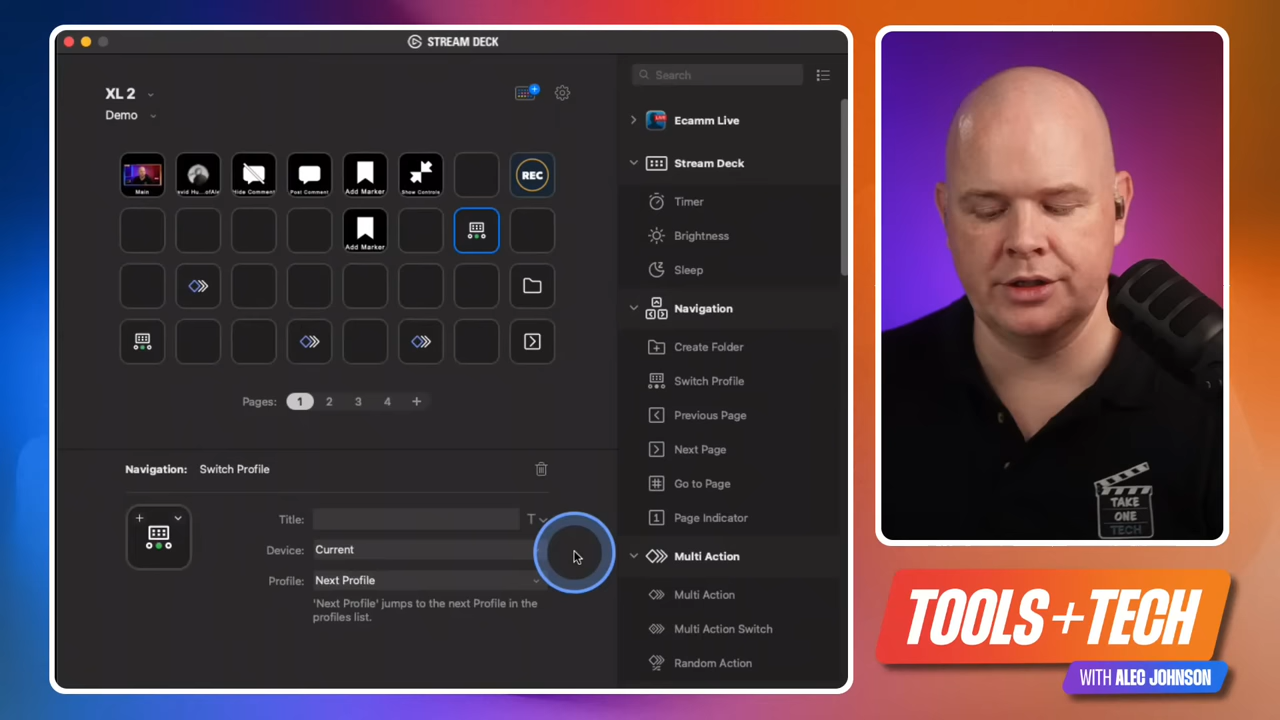 STREAM DECK
XL 2
Demo
Main
Hide Comment
Post Comment
Add Marker
Show Controls
REC
Add Marker
Pages: 1 2 3 4 +
Navigation: Switch Profile
Title:
T
Device: Current
Profile: Next Profile
'Next Profile' jumps to the next Profile in the
profiles list.
Search
Ecamm Live
Stream Deck
Timer
Brightness
Sleep
Navigation
Create Folder
Switch Profile
Previous Page
Next Page
Go to Page
Page Indicator
Multi Action
Multi Action
Multi Action Switch
Random Action
TAKE
ONE
TECH
TOOLS+TECH
WITH ALEC JOHNSON